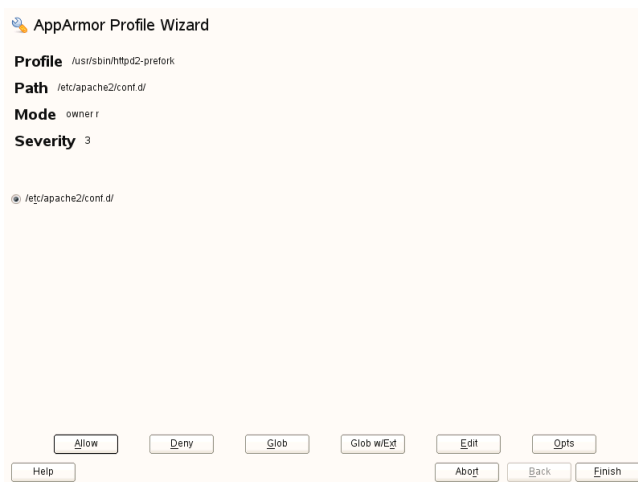 AppArmor Profile Wizard
Profile /usr/sbin/httpd2-prefork
Path /etc/apache2/conf.d/
Mode owner r
Severity 3
/etc/apache2/conf.d/
Allow Deny Glob Glob w/Ext Edit Opts
Help Abort Back Finish